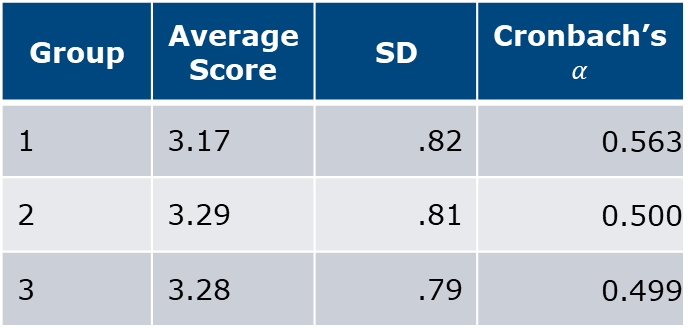 Group Average Score SD Cronbach's α
1 3.17 .82 0.563
2 3.29 .81 0.500
3 3.28 .79 0.499